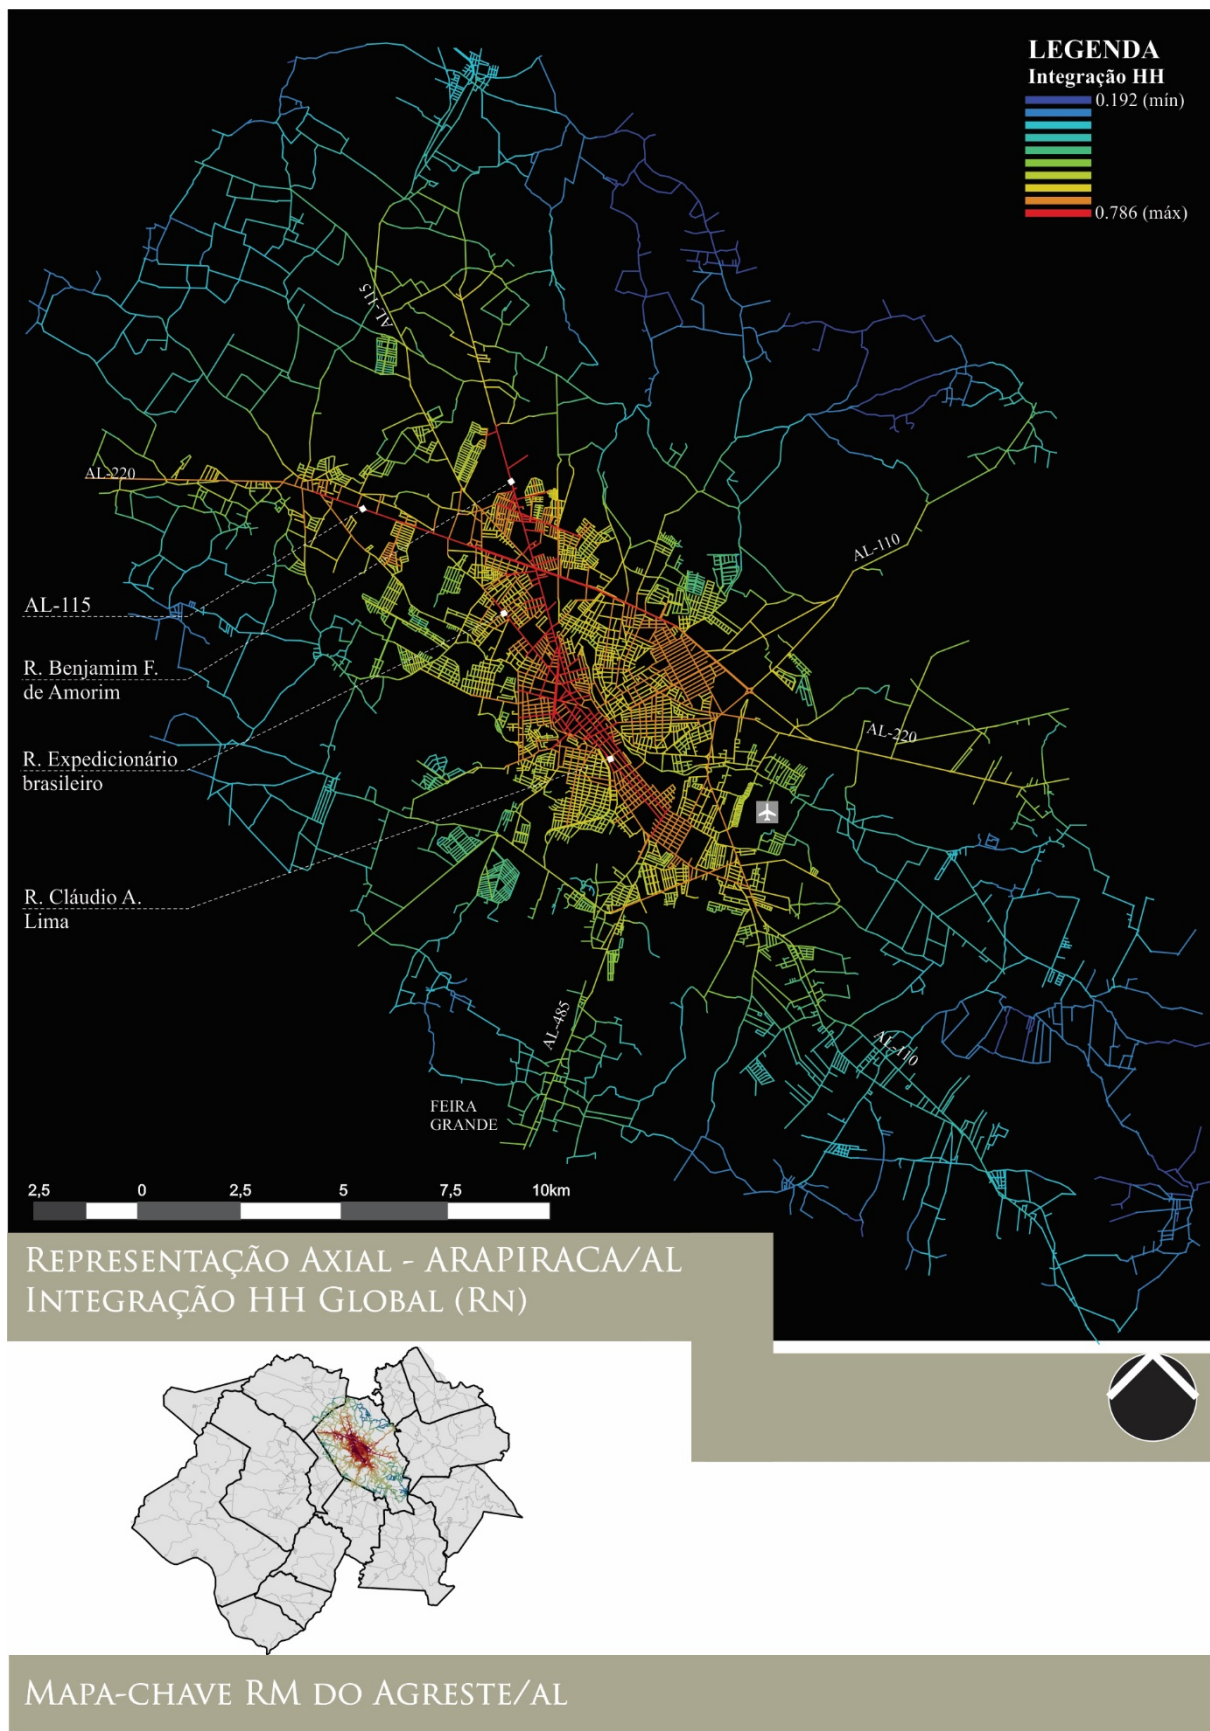 LEGENDA
Integração HH
0.192 (mín)
0.786 (máx)
AL-115
AL-220
AL-110
AL-115
R. Benjamim F.
de Amorim
AL-220
R. Expedicionário
brasileiro
R. Cláudio A.
Lima
AL-485
AL-110
FEIRA
GRANDE
2,5 0 2,5 5 7,5 10km
REPRESENTAÇÃO AXIAL - ARAPIRACA/AL
INTEGRAÇÃO HH GLOBAL (RN)
MAPA-CHAVE RM DO AGRESTE/AL